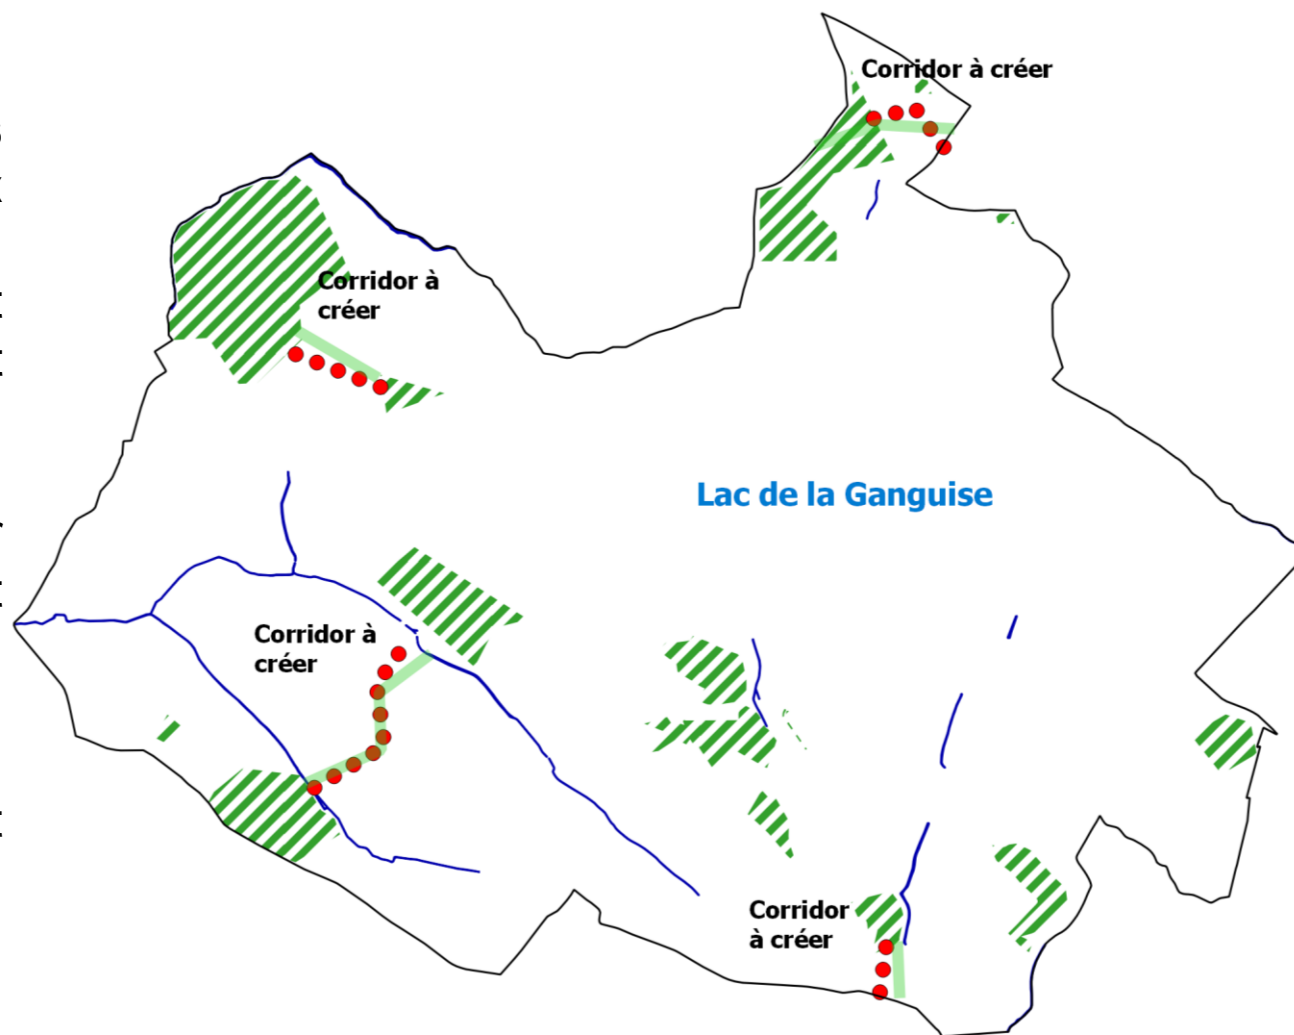 Corridor à créer
Corridor à
créer
Lac de la Ganguise
Corridor à
créer
Corridor
à créer